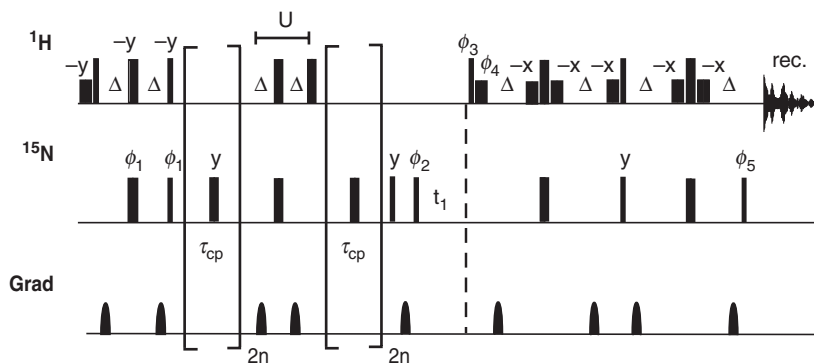 U
–y –y ϕ3
¹H –y Δ Δ Δ Δ ϕ4 Δ –x –x Δ –x –x Δ –x –x Δ rec.
¹⁵N ϕ1 ϕ1 y y ϕ2 t1 y ϕ5
τcp τcp
Grad
2n 2n